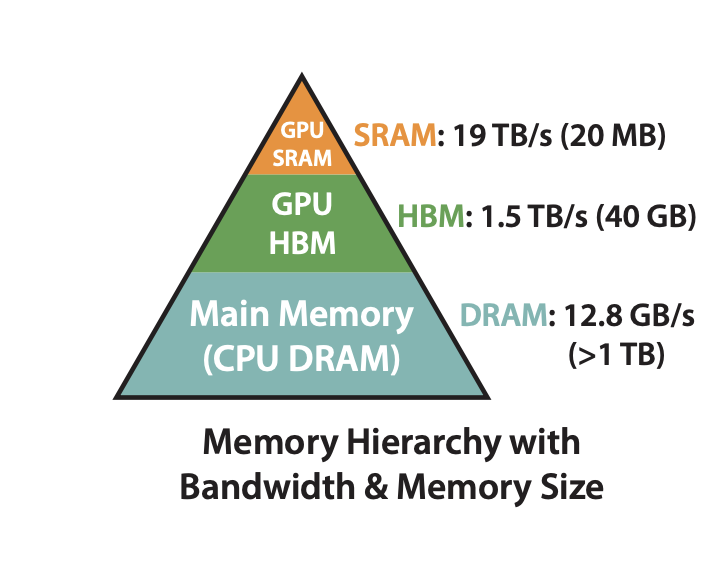 GPU
SRAM
SRAM: 19 TB/s (20 MB)
GPU
HBM
HBM: 1.5 TB/s (40 GB)
Main Memory
(CPU DRAM)
DRAM: 12.8 GB/s
(>1 TB)
Memory Hierarchy with
Bandwidth & Memory Size